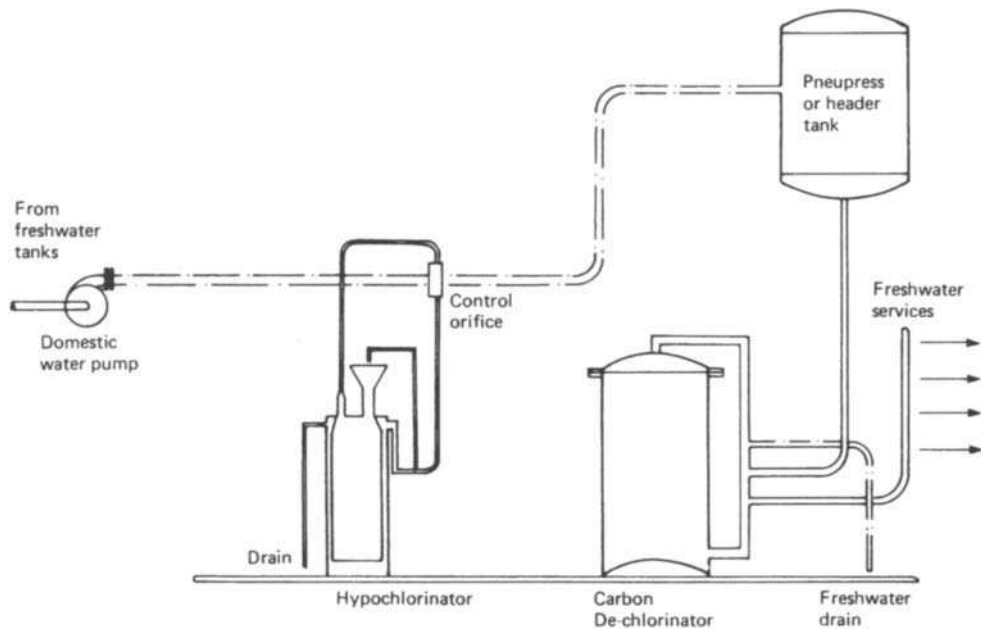 Pneupress
or header
tank
From
freshwater
tanks
Control
orifice
Freshwater
services
Domestic
water pump
Drain
Hypochlorinator
Carbon
De-chlorinator
Freshwater
drain